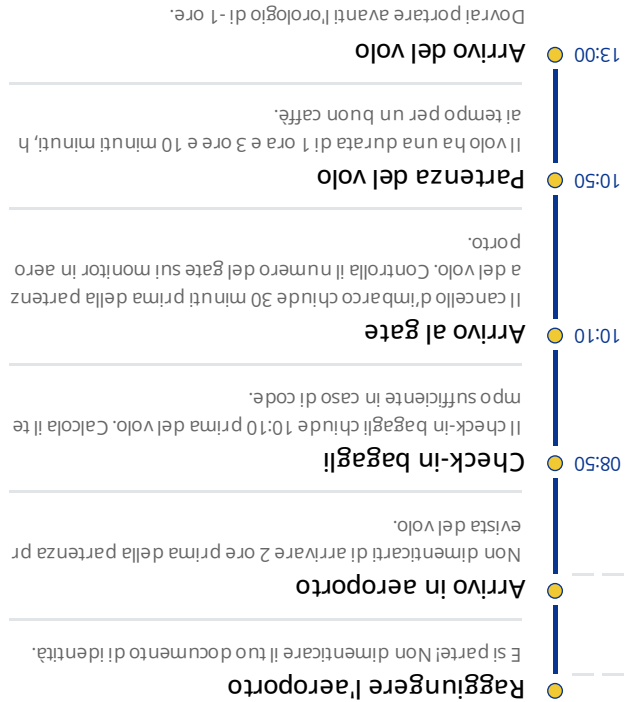 Raggiungere l'aeroporto
E si parte! Non dimenticare il tuo documento di identità.
Arrivo in aeroporto
Non dimenticarti di arrivare 2 ore prima della partenza pr
evista del volo.
08:50 Check-in bagagli
Il check-in bagagli chiude 10:10 prima del volo. Calcola il te
mpo sufficiente in caso di code.
10:10 Arrivo al gate
Il cancello d'imbarco chiude 30 minuti prima della partenz
a del volo. Controlla il numero del gate sui monitor in aero
porto.
10:50 Partenza del volo
Il volo ha una durata di 1 ora e 3 ore e 10 minuti minuti, h
ai tempo per un buon caffè.
13:00 Arrivo del volo
Dovrai portare avanti l'orologio di -1 ore.